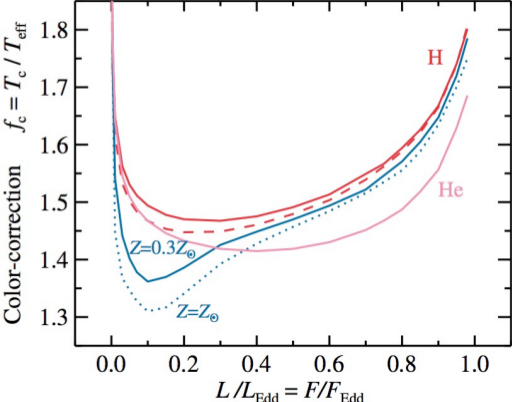 1.8
1.7
1.6
1.5
1.4
1.3
Color-correction f_c = T_c / T_eff
H
He
Z=0.3Z☉
Z=Z☉
0.0 0.2 0.4 0.6 0.8 1.0
L/L_Edd = F/F_Edd